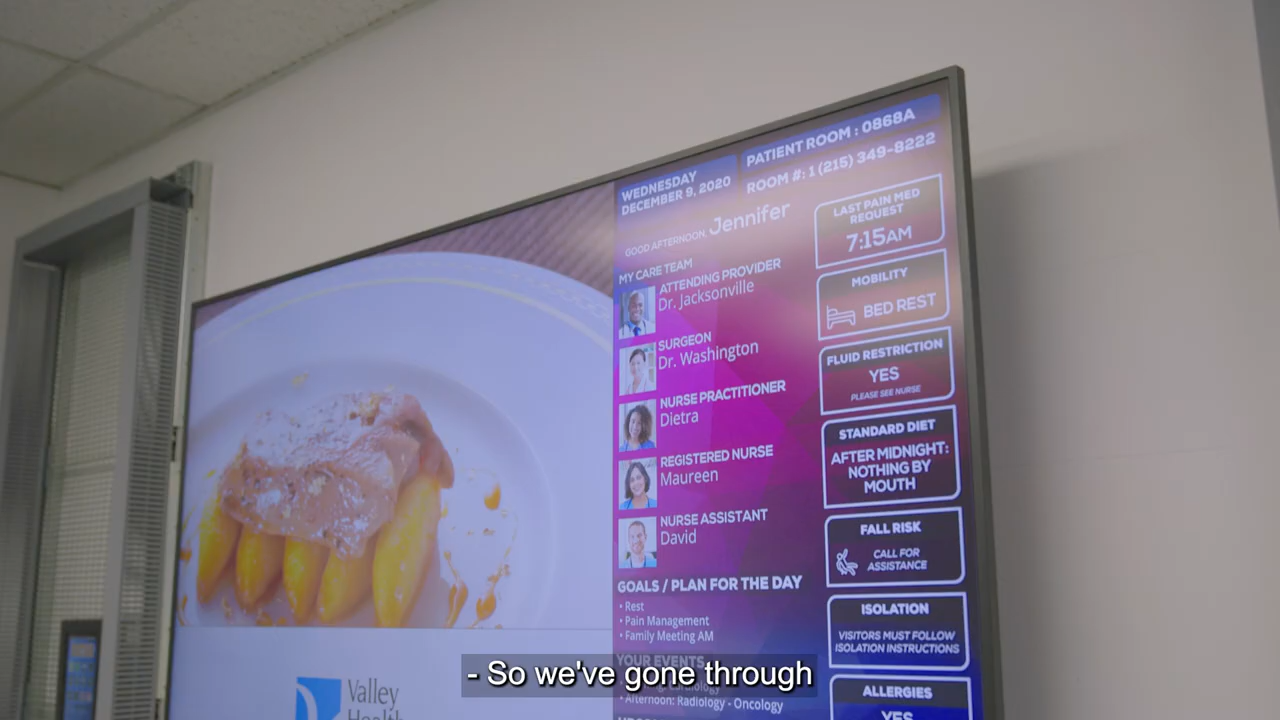 WEDNESDAY
DECEMBER 9, 2020
PATIENT ROOM : 0868A
ROOM #: 1 (215) 349-8222
GOOD AFTERNOON, Jennifer
MY CARE TEAM
ATTENDING PROVIDER
Dr. Jacksonville
SURGEON
Dr. Washington
NURSE PRACTITIONER
Dietra
REGISTERED NURSE
Maureen
NURSE ASSISTANT
David
GOALS / PLAN FOR THE DAY
• Rest
• Pain Management
• Family Meeting AM
YOUR EVENTS
Cardiology
• Afternoon: Radiology - Oncology
LAST PAIN MED
REQUEST
7:15AM
MOBILITY
BED REST
FLUID RESTRICTION
YES
PLEASE SEE NURSE
STANDARD DIET
AFTER MIDNIGHT:
NOTHING BY
MOUTH
FALL RISK
CALL FOR
ASSISTANCE
ISOLATION
VISITORS MUST FOLLOW
ISOLATION INSTRUCTIONS
ALLERGIES
YES
Valley
Health
- So we've gone through